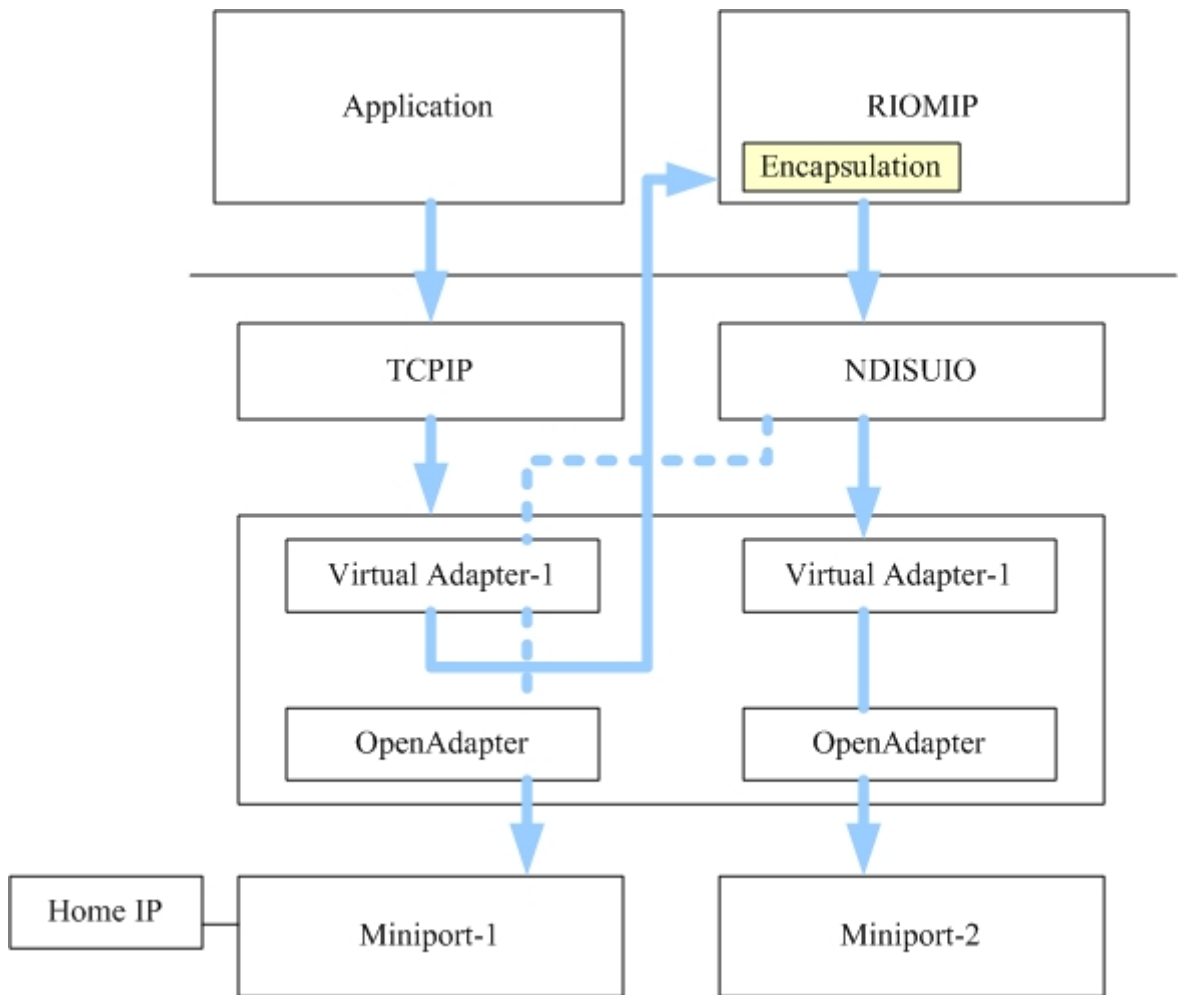 Application
RIOMIP
Encapsulation
TCPIP
NDISUIO
Virtual Adapter-1
Virtual Adapter-1
OpenAdapter
OpenAdapter
Home IP
Miniport-1
Miniport-2